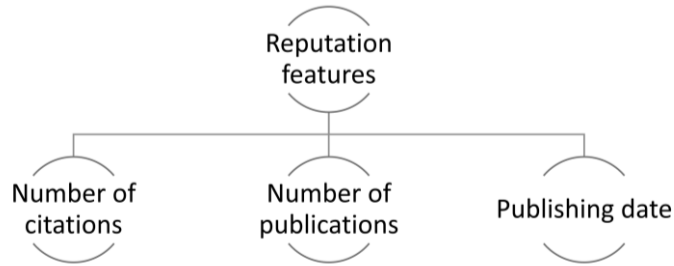 Reputation
features
Number of
citations
Number of
publications
Publishing date